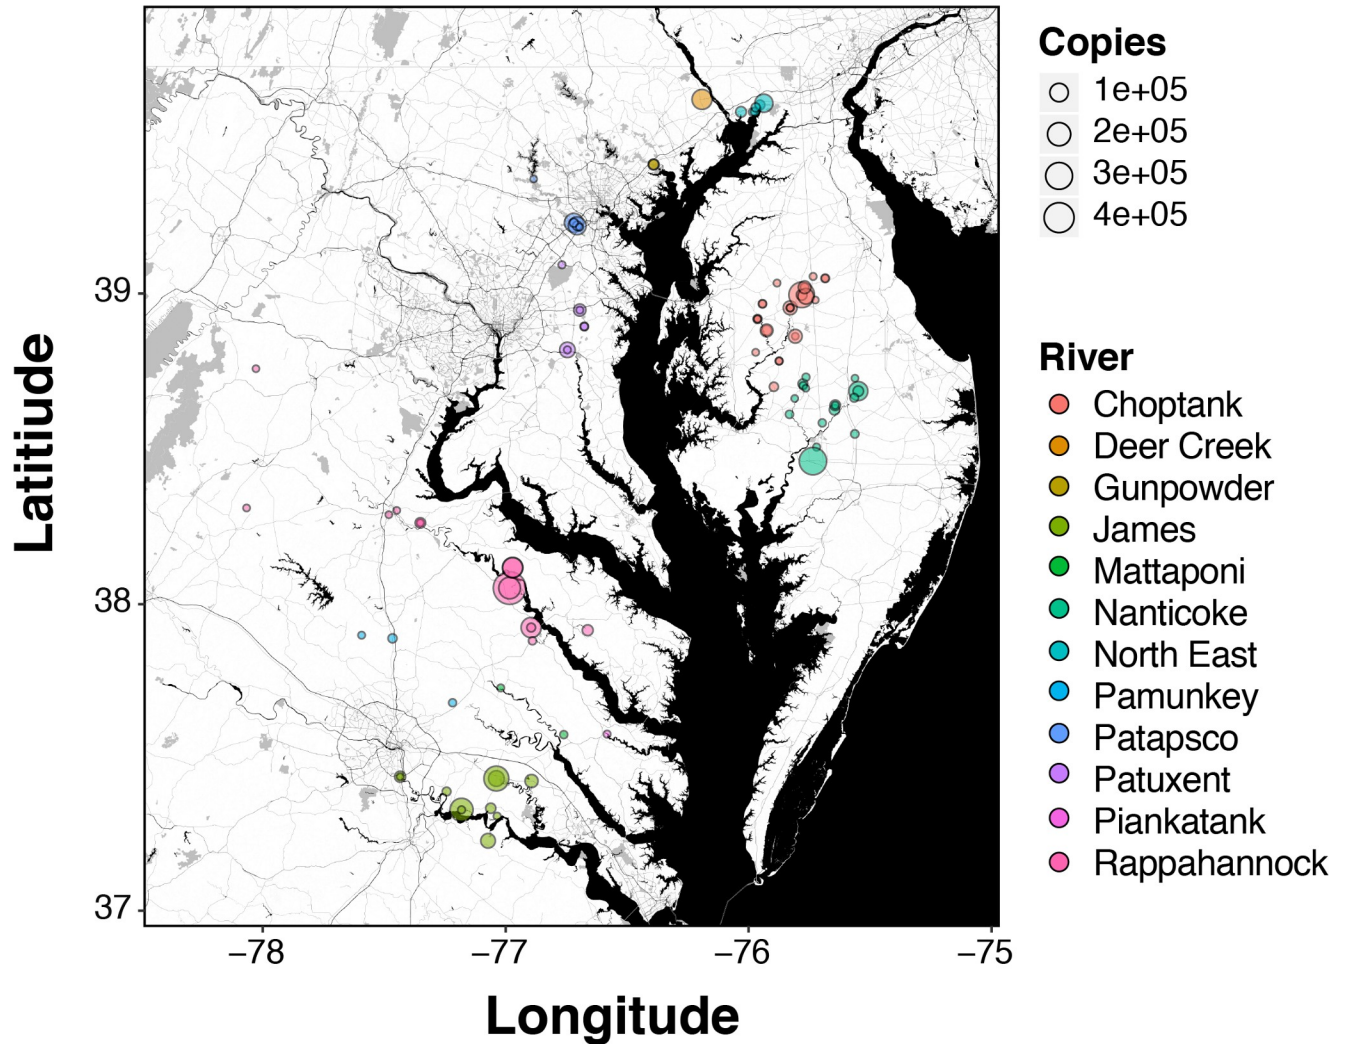 Copies
1e+05
2e+05
3e+05
4e+05
39
38
37
Latitiude
−78
−77
−76
−75
Longitude
River
Choptank
Deer Creek
Gunpowder
James
Mattaponi
Nanticoke
North East
Pamunkey
Patapsco
Patuxent
Piankatank
Rappahannock